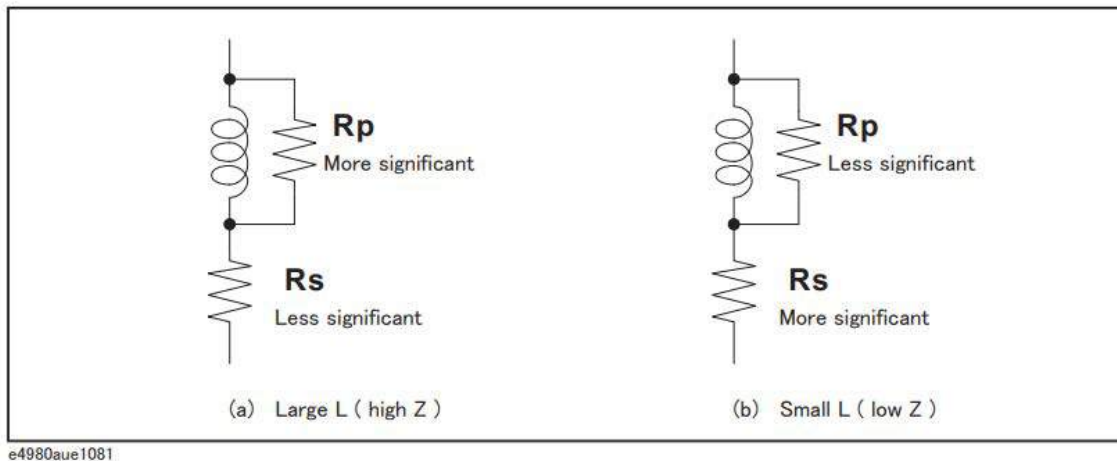 Rp
More significant
Rs
Less significant
(a) Large L ( high Z )
Rp
Less significant
Rs
More significant
(b) Small L ( low Z )
e4980aue1081